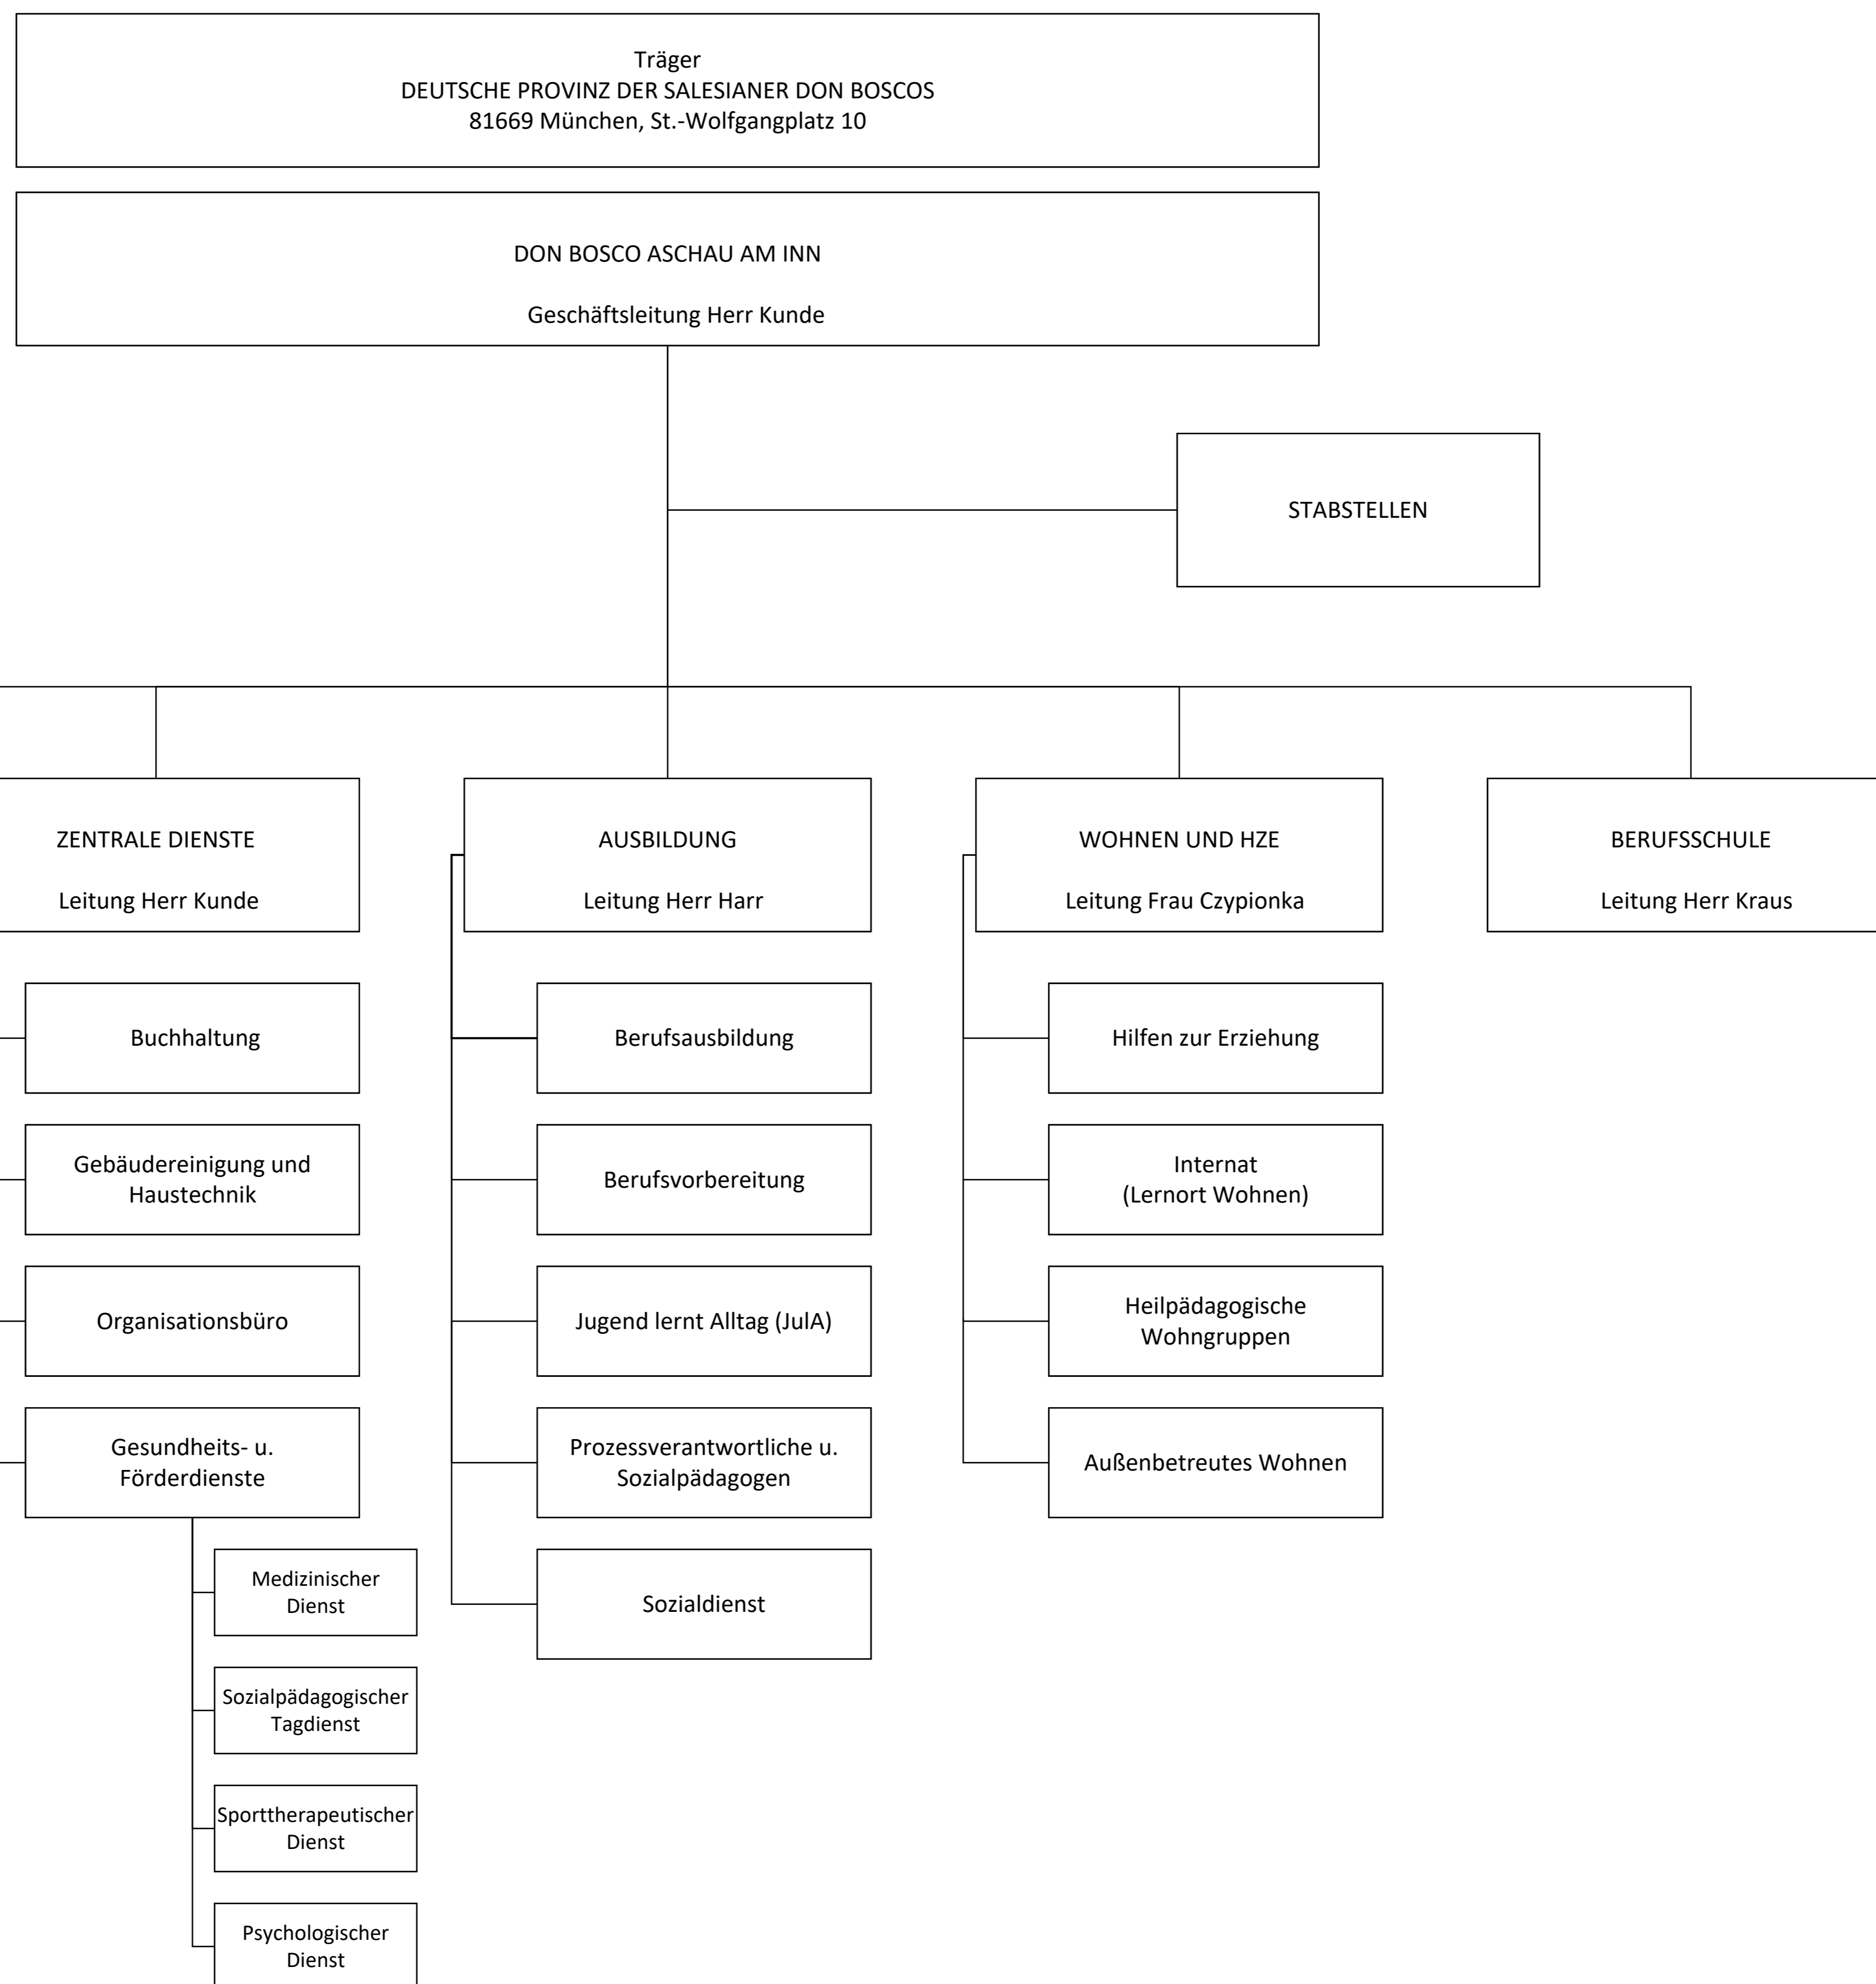 Träger
DEUTSCHE PROVINZ DER SALESIANER DON BOSCOS
81669 München, St.-Wolfgangplatz 10
DON BOSCO ASCHAU AM INN
Geschäftsleitung Herr Kunde
STABSTELLEN
ZENTRALE DIENSTE
Leitung Herr Kunde
Buchhaltung
Gebäudereinigung und
Haustechnik
Organisationsbüro
Gesundheits- u.
Förderdienste
Medizinischer
Dienst
Sozialpädagogischer
Tagdienst
Sporttherapeutischer
Dienst
Psychologischer
Dienst
AUSBILDUNG
Leitung Herr Harr
Berufsausbildung
Berufsvorbereitung
Jugend lernt Alltag (JulA)
Prozessverantwortliche u.
Sozialpädagogen
Sozialdienst
WOHNEN UND HZE
Leitung Frau Czypionka
Hilfen zur Erziehung
Internat
(Lernort Wohnen)
Heilpädagogische
Wohngruppen
Außenbetreutes Wohnen
BERUFSSCHULE
Leitung Herr Kraus